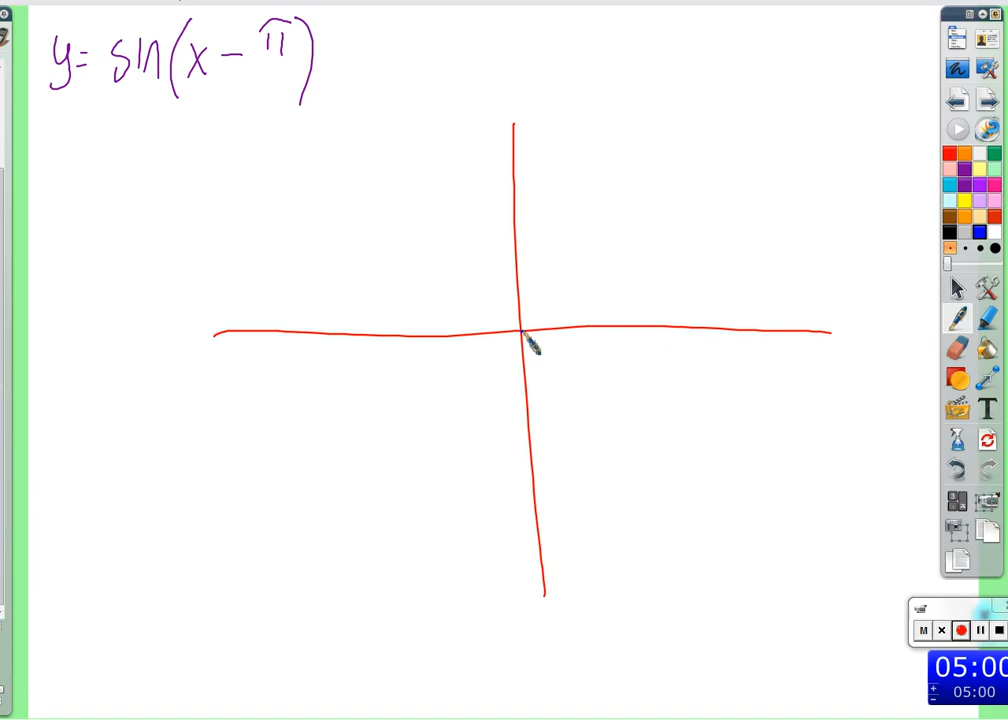 y = sin(x - π)
T
M
05:00
05:00